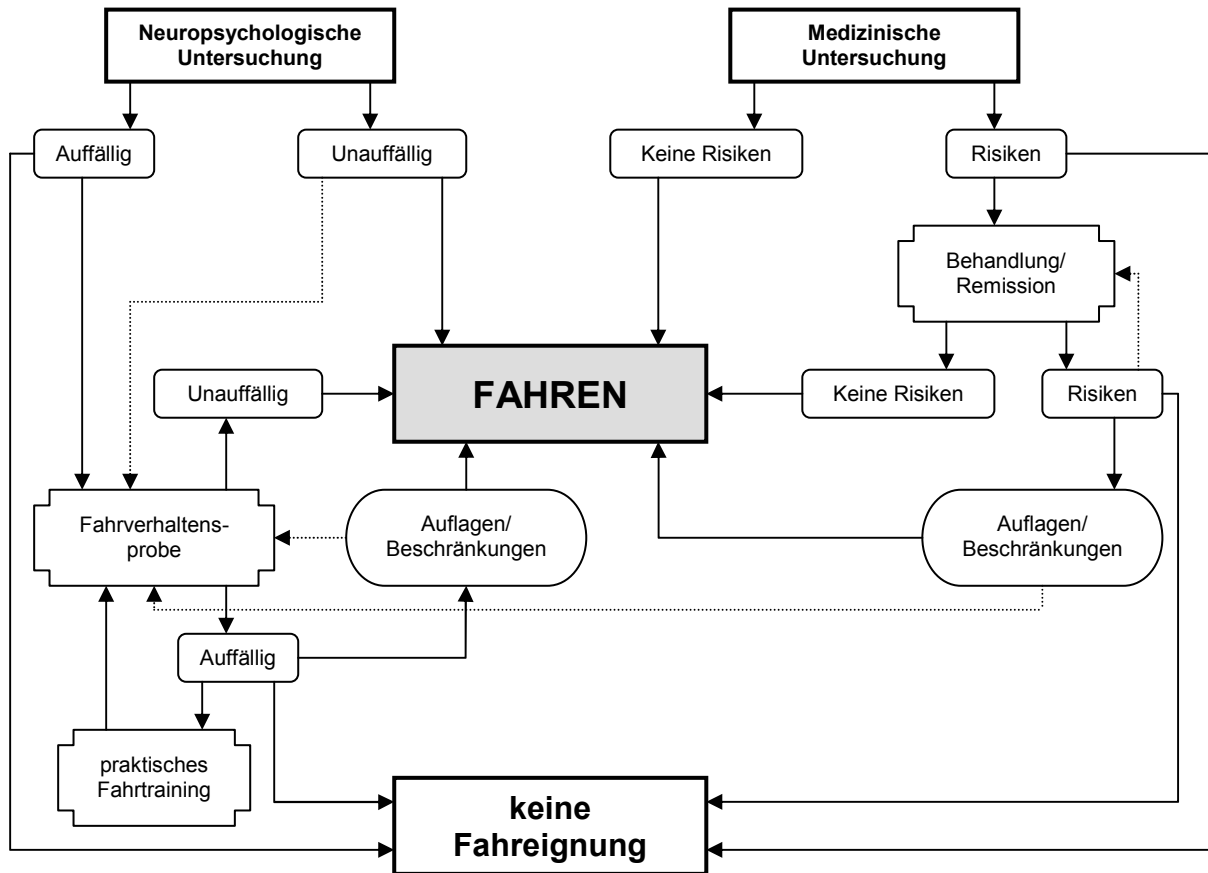 Neuropsychologische
Untersuchung
Medizinische
Untersuchung
Auffällig
Unauffällig
Keine Risiken
Risiken
Behandlung/
Remission
Unauffällig
FAHREN
Keine Risiken
Risiken
Fahrverhaltens-
probe
Auflagen/
Beschränkungen
Auflagen/
Beschränkungen
Auffällig
praktisches
Fahrtraining
keine
Fahreignung